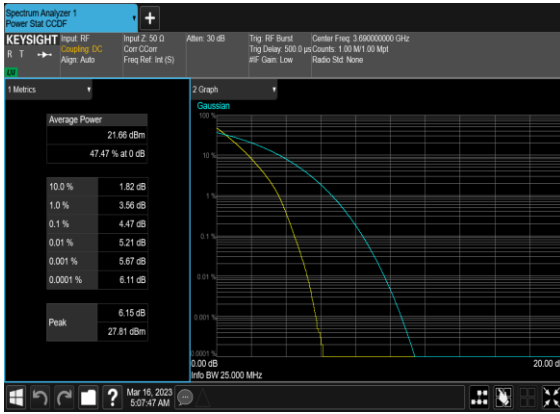 Spectrum Analyzer 1
Power Stat CCDF
+
KEYSIGHT Input: RF Input Z: 50 Ω Atten: 30 dB Trig: RF Burst Center Freq: 3.690000000 GHz
R T Coupling: DC Corr CCorr Trig Delay: 500.0 µs Counts: 1.00 M/1.00 Mpt
Align: Auto Freq Ref: Int (S) #IF Gain: Low Radio Std: None
1 Metrics
Average Power
21.66 dBm
47.47 % at 0 dB
10.0 % 1.82 dB
1.0 % 3.56 dB
0.1 % 4.47 dB
0.01 % 5.21 dB
0.001 % 5.67 dB
0.0001 % 6.11 dB
Peak 6.15 dB
27.81 dBm
2 Graph
Gaussian
100 %
10 %
1 %
0.1 %
0.01 %
0.001 %
0.0001 %
0.00 dB 20.00 d
Info BW 25.000 MHz
?
Mar 16, 2023
5:07:47 AM